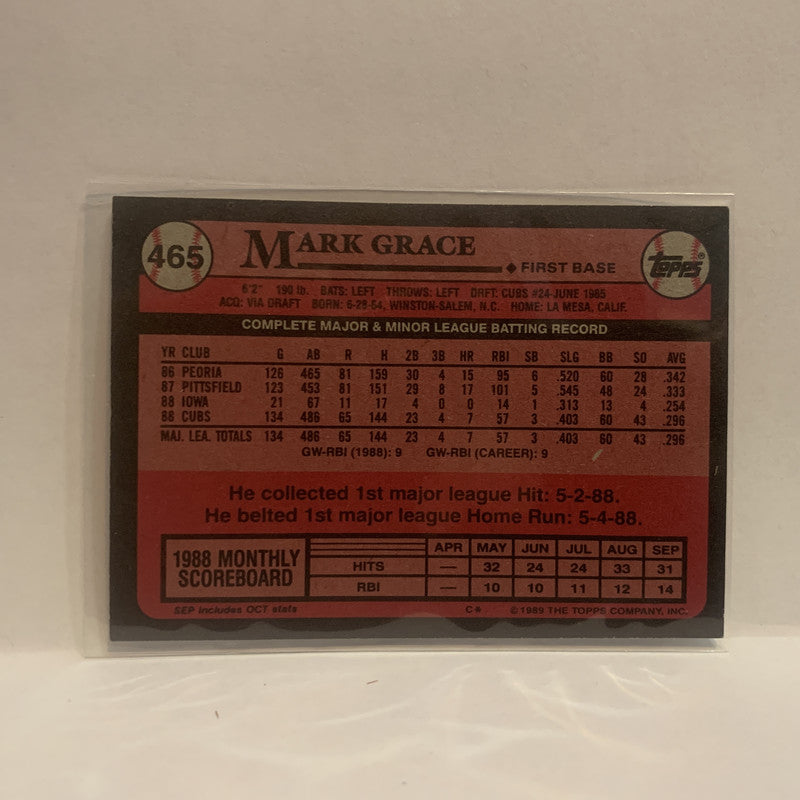 465 MARK GRACE topps®
◆ FIRST BASE
6'2" 190 lb. BATS: LEFT THROWS: LEFT DRFT: CUBS #24-JUNE 1985
ACQ: VIA DRAFT BORN: 6-28-64, WINSTON-SALEM, N.C. HOME: LA MESA, CALIF.
COMPLETE MAJOR & MINOR LEAGUE BATTING RECORD
YR CLUB G AB R H 2B 3B HR RBI SB SLG BB SO AVG
86 PEORIA 126 465 81 159 30 4 15 95 6 .520 60 28 .342
87 PITTSFIELD 123 453 81 151 29 8 17 101 5 .545 48 24 .333
88 IOWA 21 67 11 17 4 0 0 14 1 .313 13 4 .254
88 CUBS 134 486 65 144 23 4 7 57 3 .403 60 43 .296
MAJ. LEA. TOTALS 134 486 65 144 23 4 7 57 3 .403 60 43 .296
GW-RBI (1988): 9 GW-RBI (CAREER): 9
He collected 1st major league Hit: 5-2-88.
He belted 1st major league Home Run: 5-4-88.
1988 MONTHLY SCOREBOARD
APR MAY JUN JUL AUG SEP
HITS — 32 24 24 33 31
RBI — 10 10 11 12 14
SEP includes OCT stats C* © 1989 THE TOPPS COMPANY, INC.